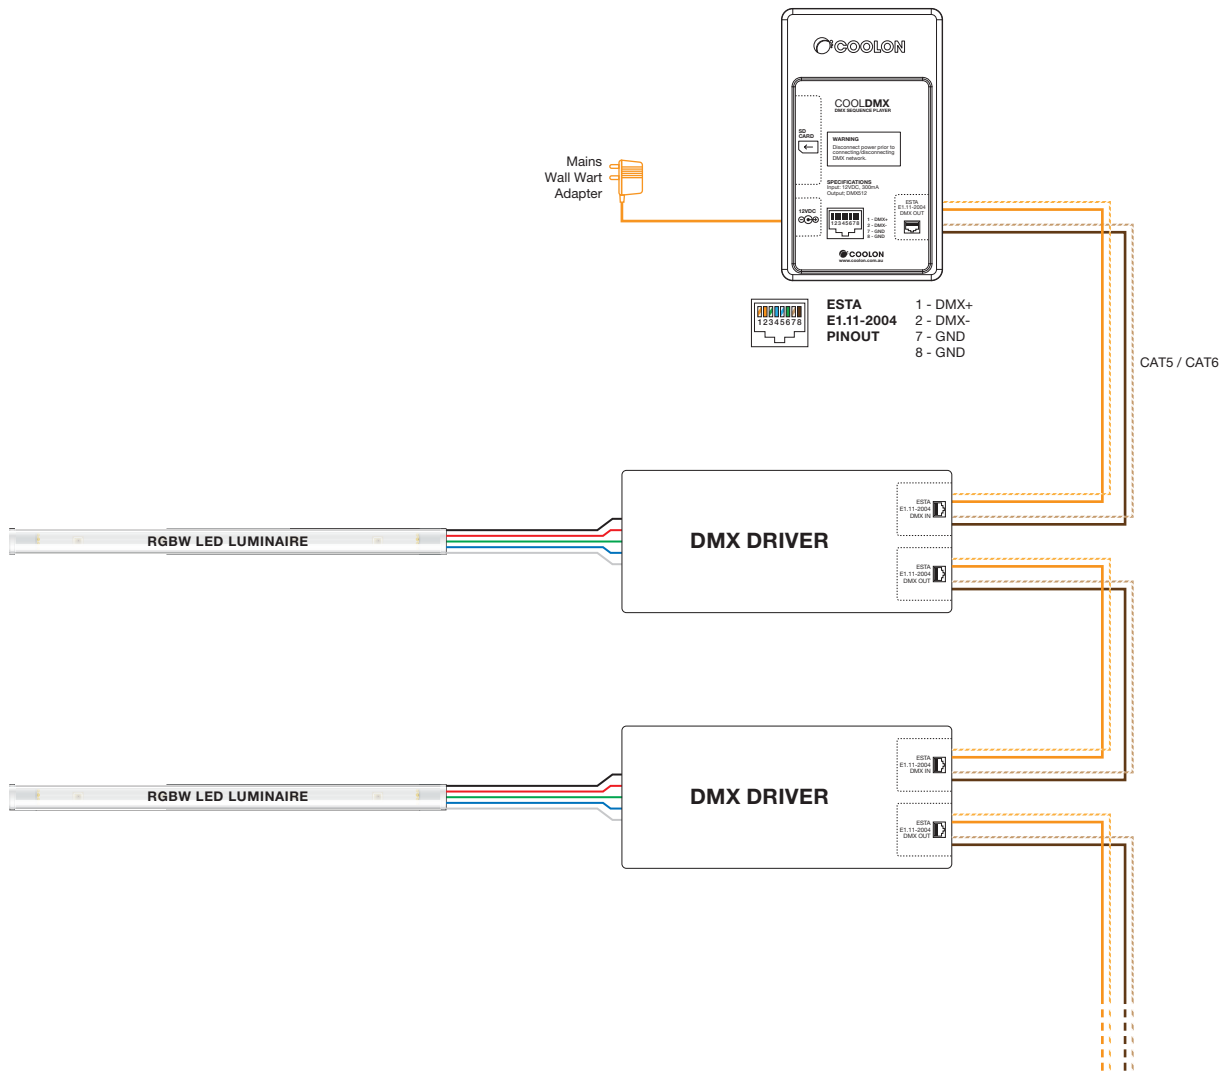 COOLON
COOLDMX
DMX SEQUENCE PLAYER
SD
CARD
WARNING
Disconnect power prior to
connecting/disconnecting
DMX network.
SPECIFICATIONS
Input: 12VDC, 300mA
Output: DMX512
12VDC
12345678
1 - DMX+
2 - DMX-
7 - GND
8 - GND
ESTA
E1.11-2004
DMX OUT
COOLON
www.coolon.com.au
Mains
Wall Wart
Adapter
12345678
ESTA
E1.11-2004
PINOUT
1 - DMX+
2 - DMX-
7 - GND
8 - GND
CAT5 / CAT6
RGBW LED LUMINAIRE
DMX DRIVER
ESTA
E1.11-2004
DMX IN
ESTA
E1.11-2004
DMX OUT
RGBW LED LUMINAIRE
DMX DRIVER
ESTA
E1.11-2004
DMX IN
ESTA
E1.11-2004
DMX OUT